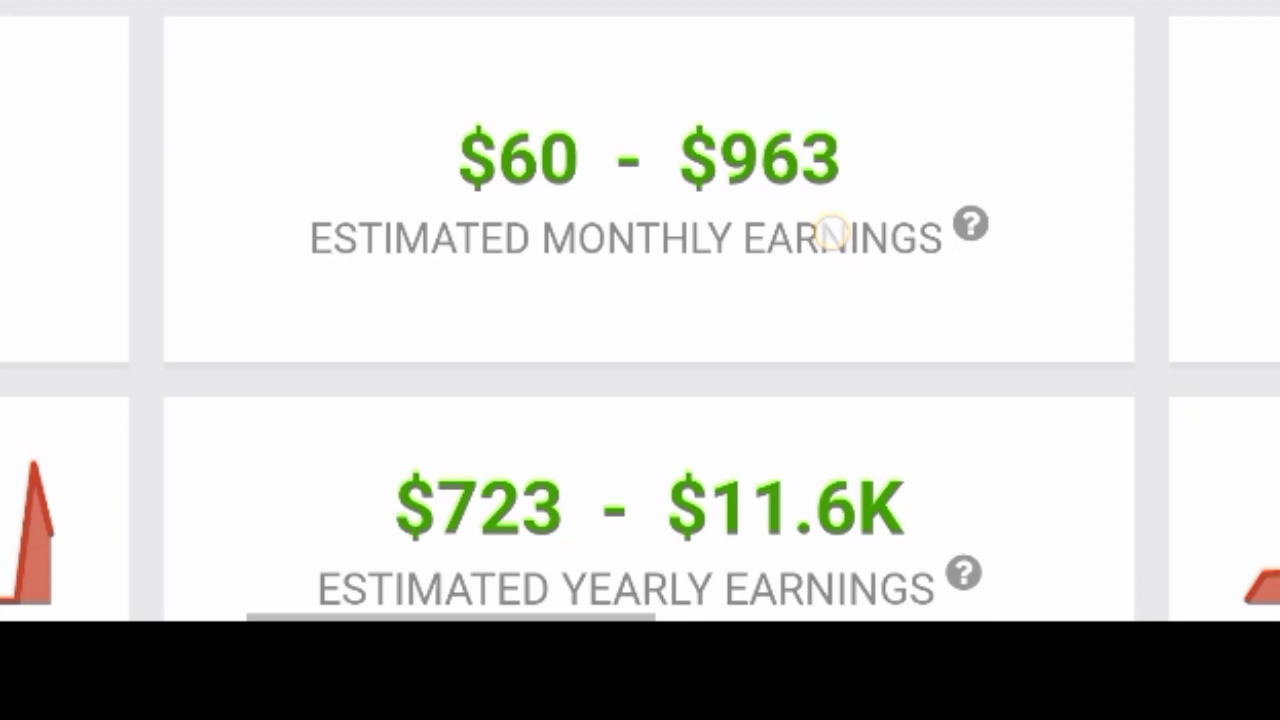 $60 - $963
ESTIMATED MONTHLY EARNINGS ?
$723 - $11.6K
ESTIMATED YEARLY EARNINGS ?